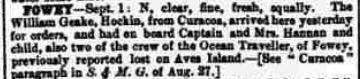 FOWEY—Sept. 1: N, clear, fine, fresh, squally. The
William Geake, Hockin, from Curacoa, arrived here yesterday
for orders, and had on board Captain and Mrs. Hannan and
child, also two of the crew of the Ocean Traveller, of Fowey,
previously reported lost on Aves Island.—[See " Curacoa "
paragraph in S. & M. G. of Aug. 27.]